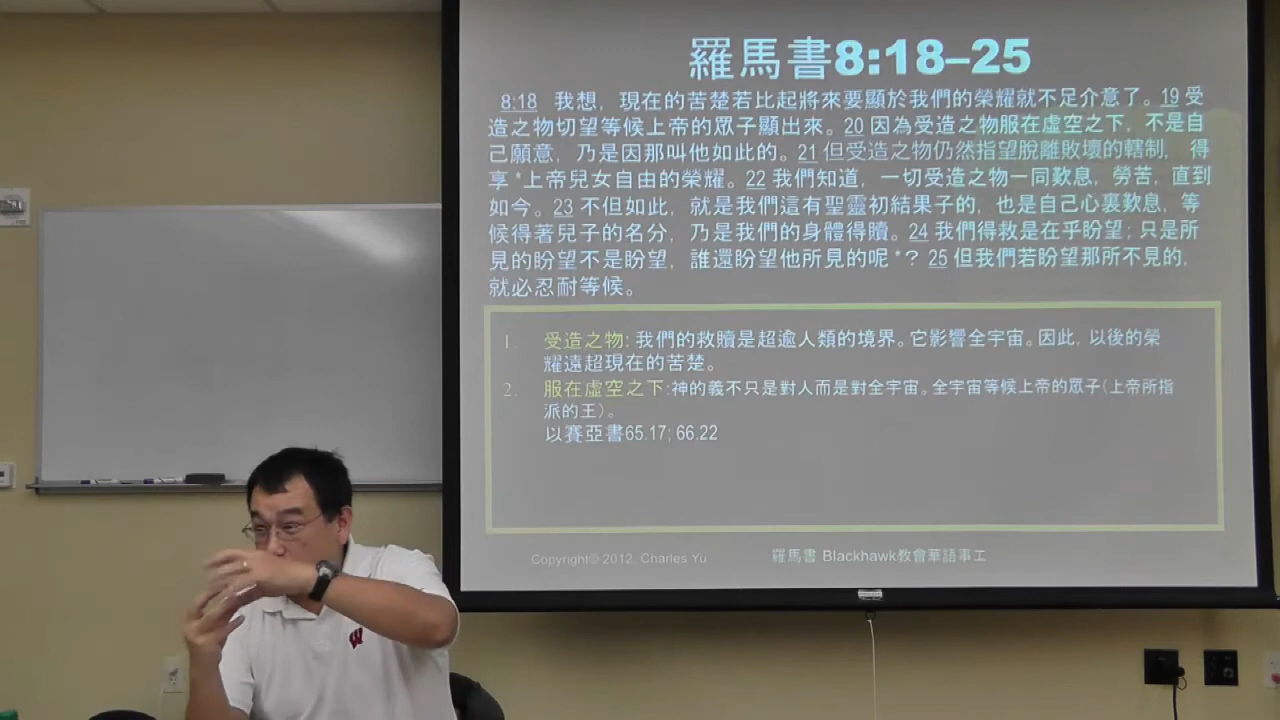 羅馬書8:18–25
8:18 我想，現在的苦楚若比起將來要顯於我們的榮耀就不足介意了。19 受
造之物切望等候上帝的眾子顯出來。20 因為受造之物服在虛空之下，不是自
己願意，乃是因那叫他如此的。21 但受造之物仍然指望脫離敗壞的轄制，得
享 *上帝兒女自由的榮耀。22 我們知道，一切受造之物一同歎息，勞苦，直到
如今。23 不但如此，就是我們這有聖靈初結果子的，也是自己心裏歎息，等
候得著兒子的名分，乃是我們的身體得贖。24 我們得救是在乎盼望；只是所
見的盼望不是盼望，誰還盼望他所見的呢 *？25 但我們若盼望那所不見的，
就必忍耐等候。
1. 受造之物: 我們的救贖是超逾人類的境界。它影響全宇宙。因此，以後的榮
耀遠超現在的苦楚。
2. 服在虛空之下:神的義不只是對人而是對全宇宙。全宇宙等候上帝的眾子(上帝所指
派的王)。
以賽亞書65.17; 66.22
Copyright© 2012 Charles Yu 羅馬書 Blackhawk教會華語事工
W